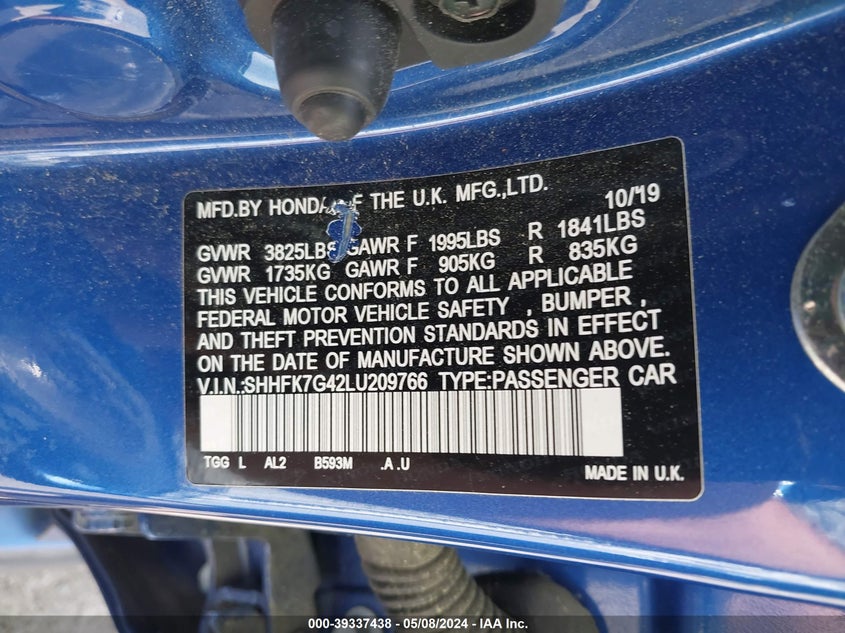 MFD.BY HONDA OF THE U.K. MFG.,LTD. 10/19
GVWR 3825LBS GAWR F 1995LBS R 1841LBS
GVWR 1735KG GAWR F 905KG R 835KG
THIS VEHICLE CONFORMS TO ALL APPLICABLE
FEDERAL MOTOR VEHICLE SAFETY , BUMPER ,
AND THEFT PREVENTION STANDARDS IN EFFECT
ON THE DATE OF MANUFACTURE SHOWN ABOVE.
V.I.N.:SHHFK7G42LU209766 TYPE:PASSENGER CAR
TGG L AL2 B593M .A .U
MADE IN U.K.
000-39337438 - 05/08/2024 - IAA Inc.